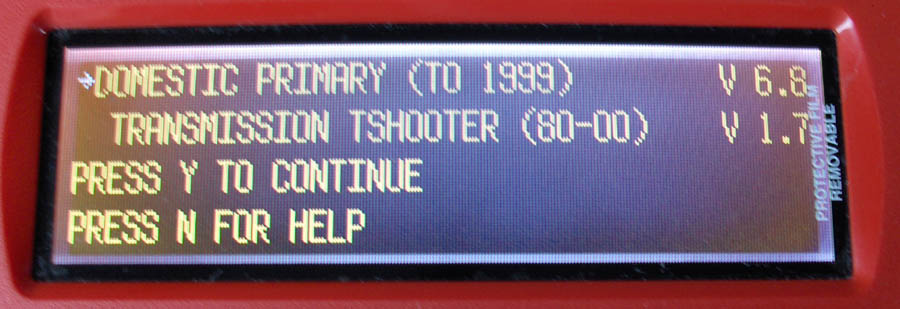 →DOMESTIC PRIMARY (TO 1999) V 6.8
TRANSMISSION TSHOOTER (80-00) V 1.7
PRESS Y TO CONTINUE
PRESS N FOR HELP
PROTECTIVE FILM
REMOVABLE